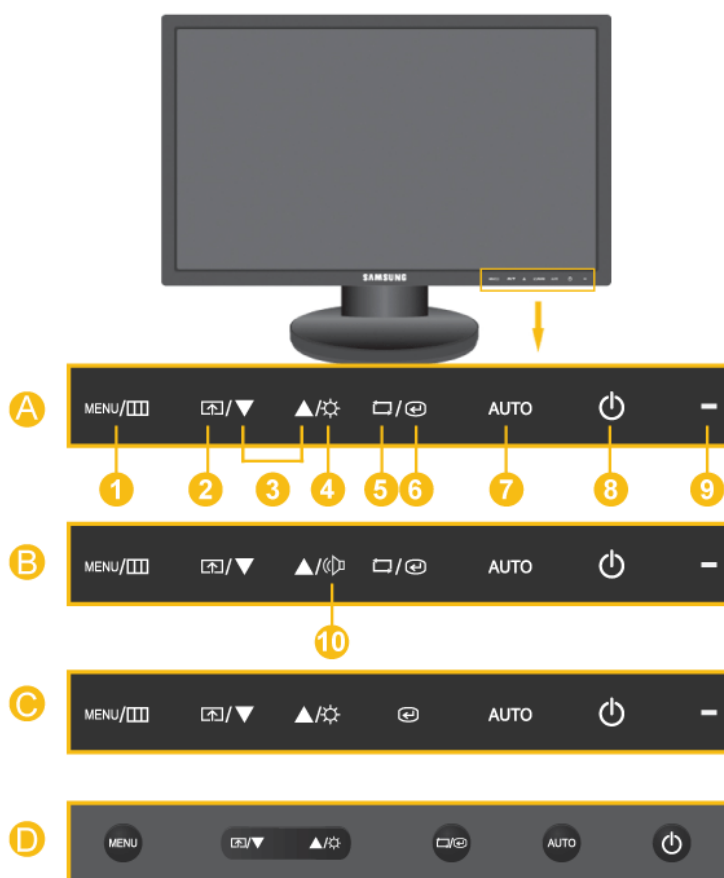 SAMSUNG
A
MENU/ / / / AUTO
1 2 3 4 5 6 7 8 9
B
MENU/ / / / AUTO
10
C
MENU/ / / AUTO
D
MENU / / / AUTO